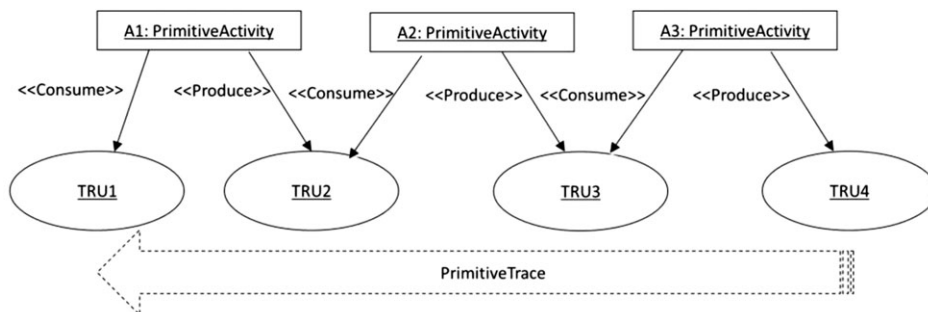 A1: PrimitiveActivity
A2: PrimitiveActivity
A3: PrimitiveActivity
<<Consume>>
<<Produce>>
<<Consume>>
<<Produce>>
<<Consume>>
<<Produce>>
TRU1
TRU2
TRU3
TRU4
PrimitiveTrace